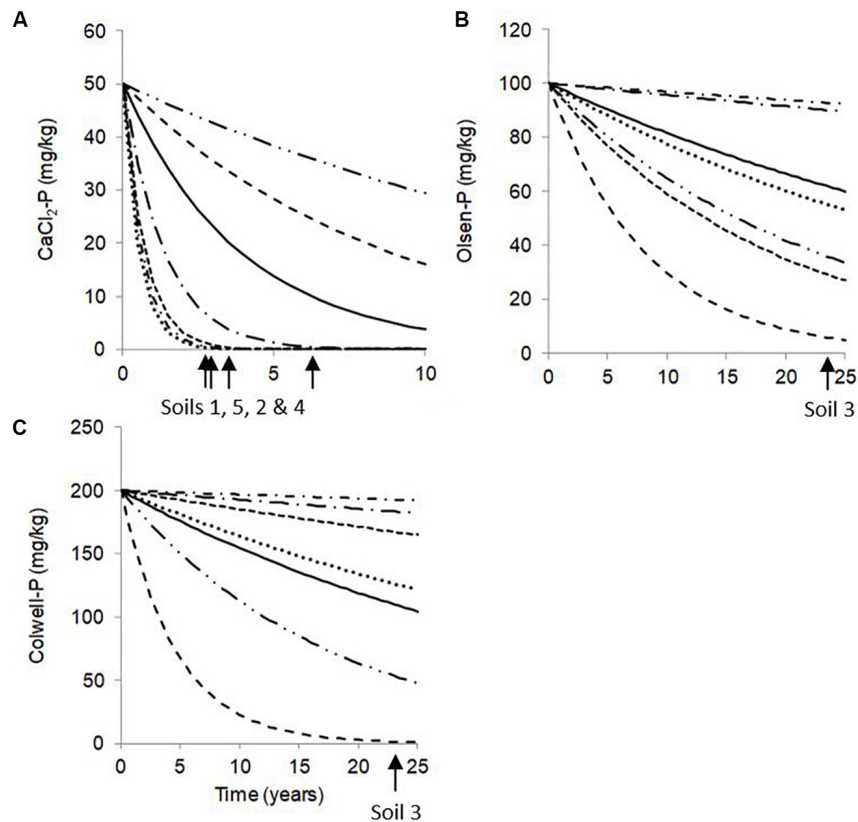 A
60
50
40
30
20
10
0
CaCl2-P (mg/kg)
0 5 10
Soils 1, 5, 2 & 4
B
120
100
80
60
40
20
0
Olsen-P (mg/kg)
0 5 10 15 20 25
Soil 3
C
250
200
150
100
50
0
Colwell-P (mg/kg)
0 5 10 15 20 25
Time (years)
Soil 3